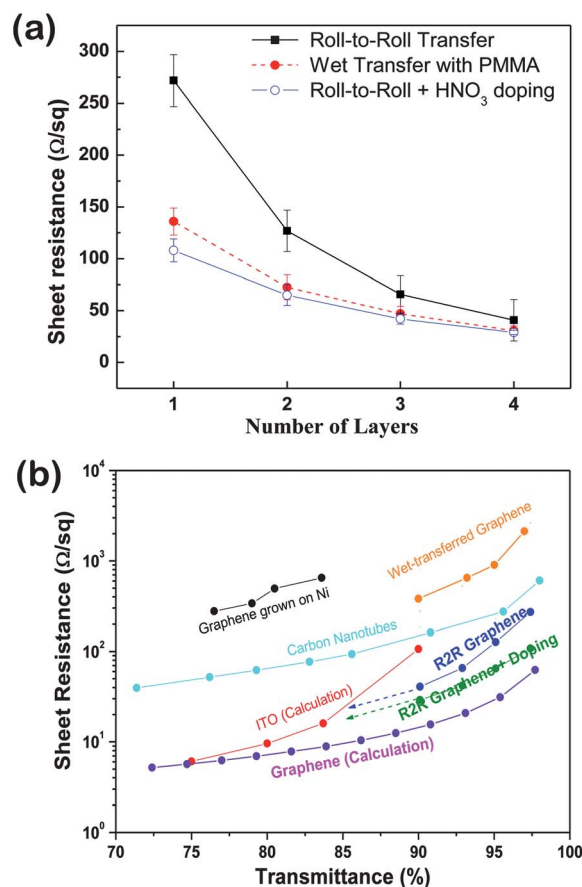 (a)
Roll-to-Roll Transfer
Wet Transfer with PMMA
Roll-to-Roll + HNO₃ doping
Sheet resistance (Ω/sq)
300
250
200
150
100
50
0
1 2 3 4
Number of Layers
(b)
Sheet Resistance (Ω/sq)
10⁴
10³
10²
10¹
10⁰
Wet-transferred Graphene
Graphene grown on Ni
Carbon Nanotubes
R2R Graphene
R2R Graphene + Doping
ITO (Calculation)
Graphene (Calculation)
70 75 80 85 90 95 100
Transmittance (%)